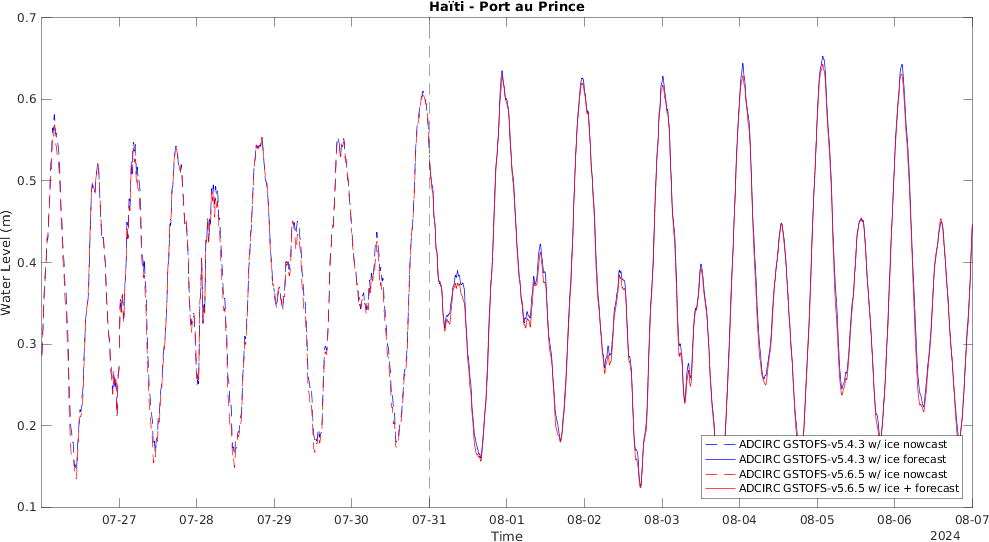 Haïti - Port au Prince
0.7
0.6
0.5
0.4
0.3
0.2
0.1
Water Level (m)
ADCIRC GSTOFS-v5.4.3 w/ ice nowcast
ADCIRC GSTOFS-v5.4.3 w/ ice forecast
ADCIRC GSTOFS-v5.6.5 w/ ice nowcast
ADCIRC GSTOFS-v5.6.5 w/ ice + forecast
07-27 07-28 07-29 07-30 07-31 08-01 08-02 08-03 08-04 08-05 08-06 08-07
Time
2024